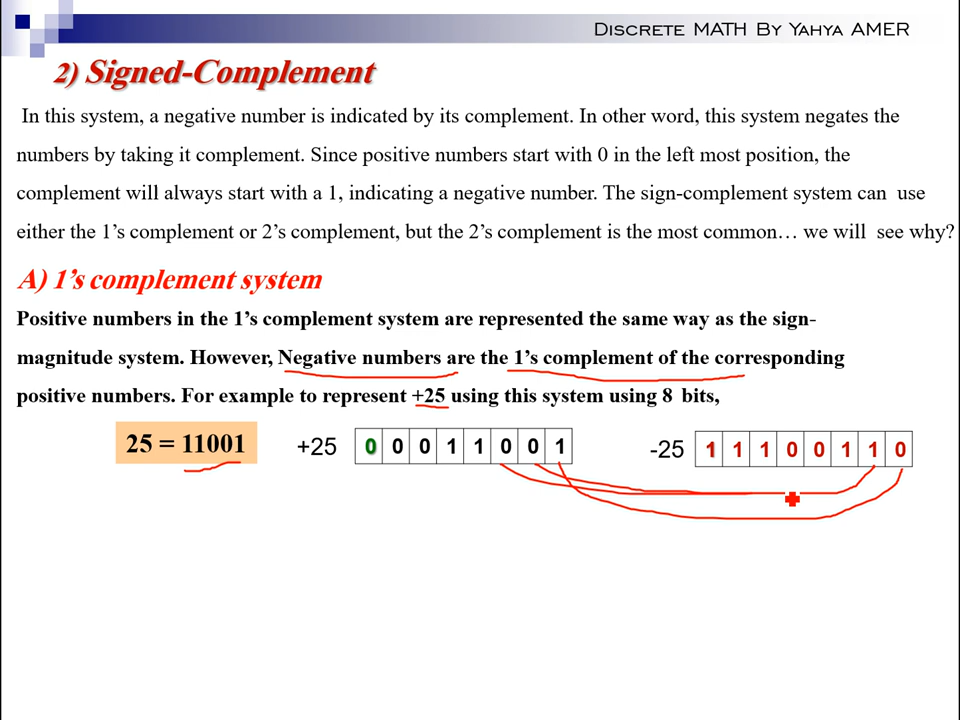 DISCRETE MATH BY YAHYA AMER
2) Signed-Complement
In this system, a negative number is indicated by its complement. In other word, this system negates the
numbers by taking it complement. Since positive numbers start with 0 in the left most position, the
complement will always start with a 1, indicating a negative number. The sign-complement system can use
either the 1’s complement or 2’s complement, but the 2’s complement is the most common… we will see why?
A) 1’s complement system
Positive numbers in the 1’s complement system are represented the same way as the sign-
magnitude system. However, Negative numbers are the 1’s complement of the corresponding
positive numbers. For example to represent +25 using this system using 8 bits,
25 = 11001 +25 0 0 0 1 1 0 0 1 -25 1 1 1 0 0 1 1 0